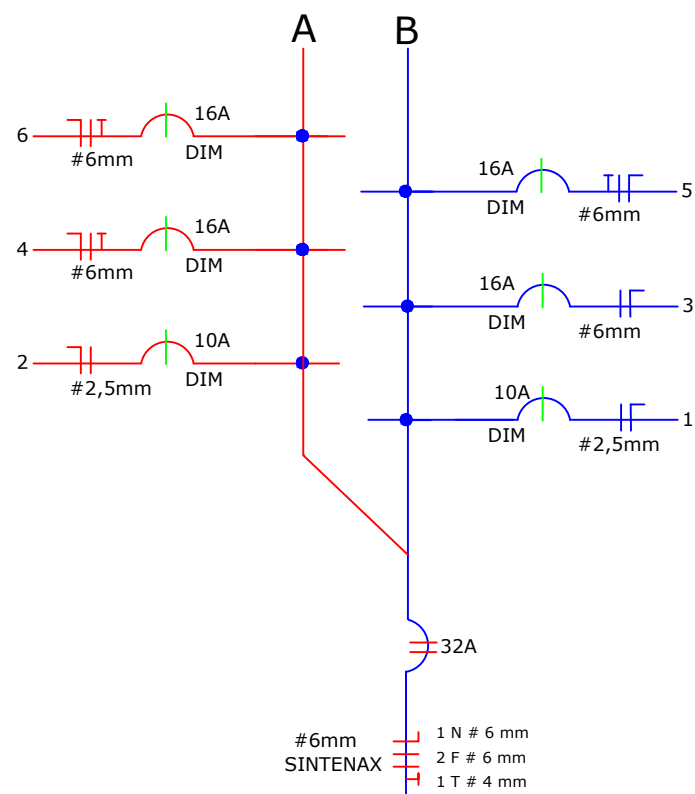 A B
16A
6 DIM
#6mm
16A
5
DIM #6mm
16A
4 DIM
#6mm
16A
3
DIM #6mm
10A
2 DIM
#2,5mm
10A
1
DIM #2,5mm
32A
#6mm
SINTENAX
1 N # 6 mm
2 F # 6 mm
1 T # 4 mm